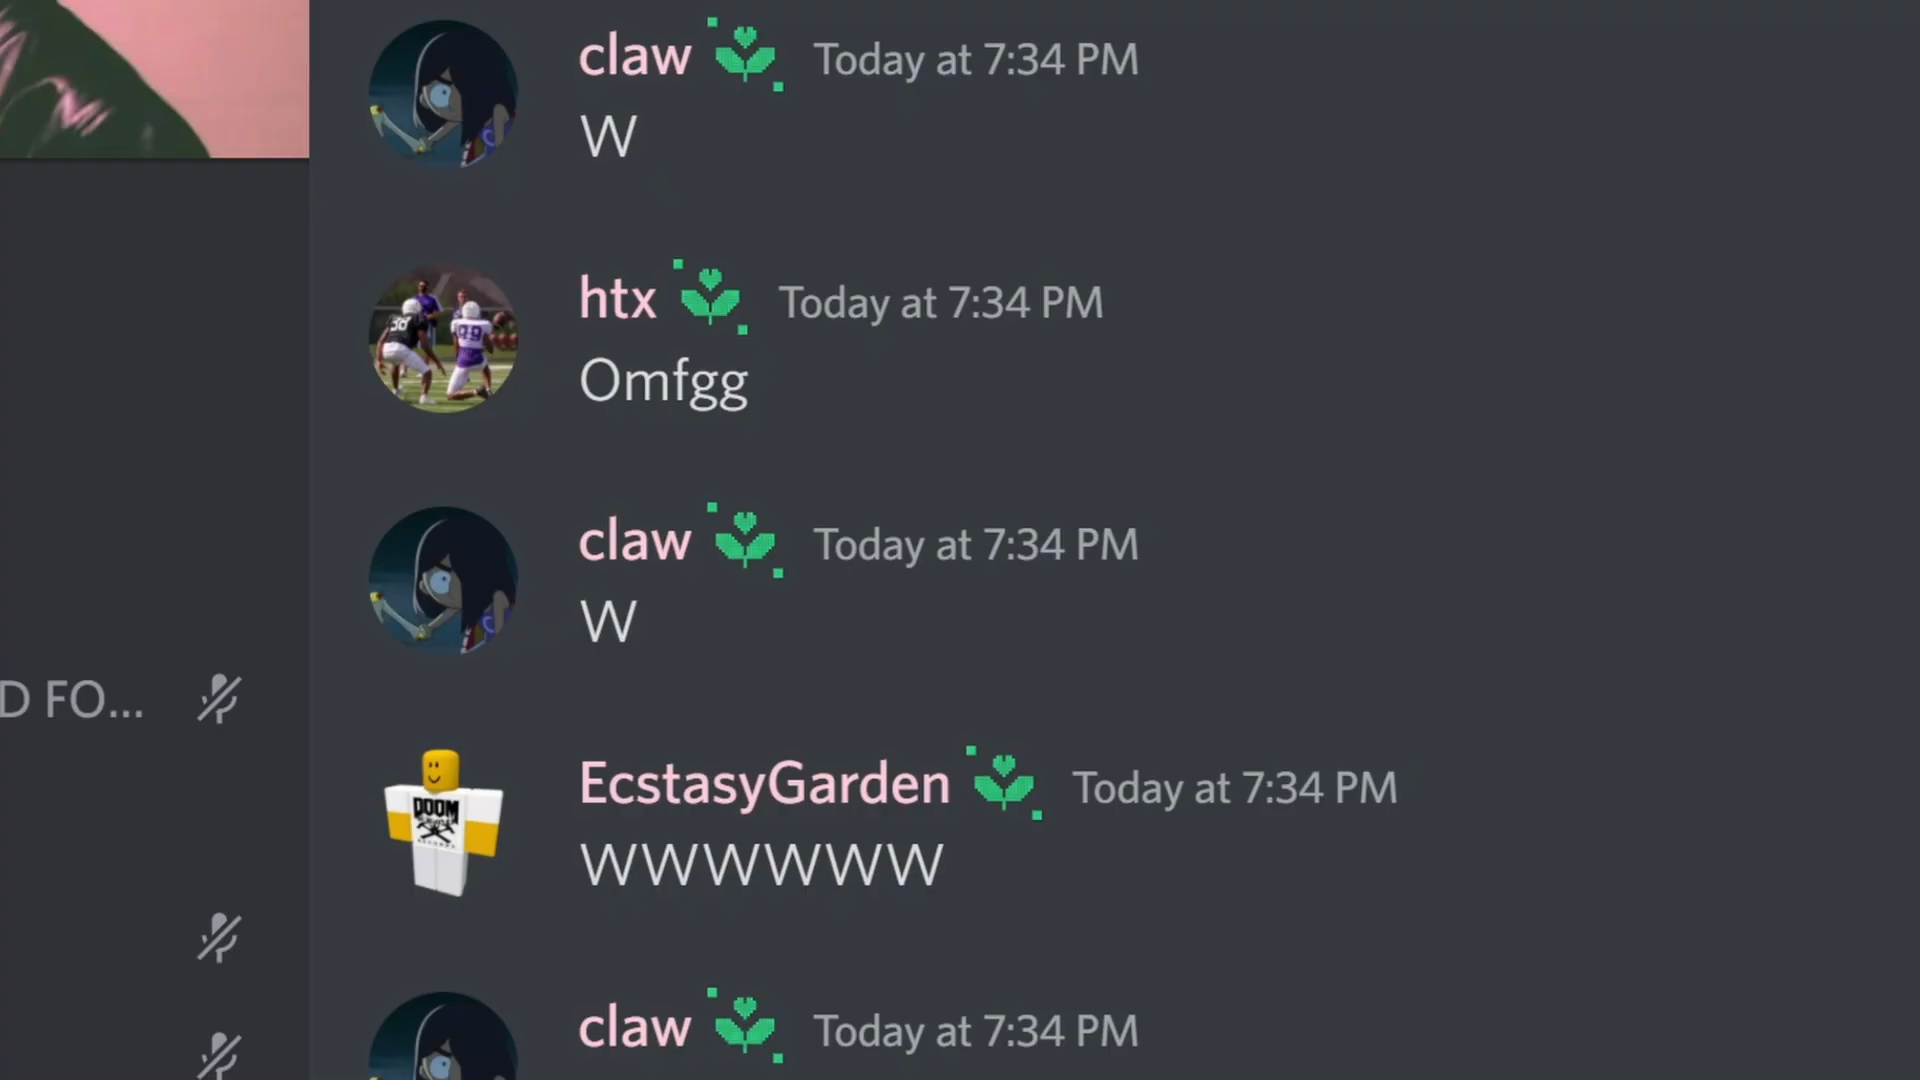 claw Today at 7:34 PM
W
htx Today at 7:34 PM
Omfgg
claw Today at 7:34 PM
W
D FO...
EcstasyGarden Today at 7:34 PM
DOOM
WWWWWW
claw Today at 7:34 PM